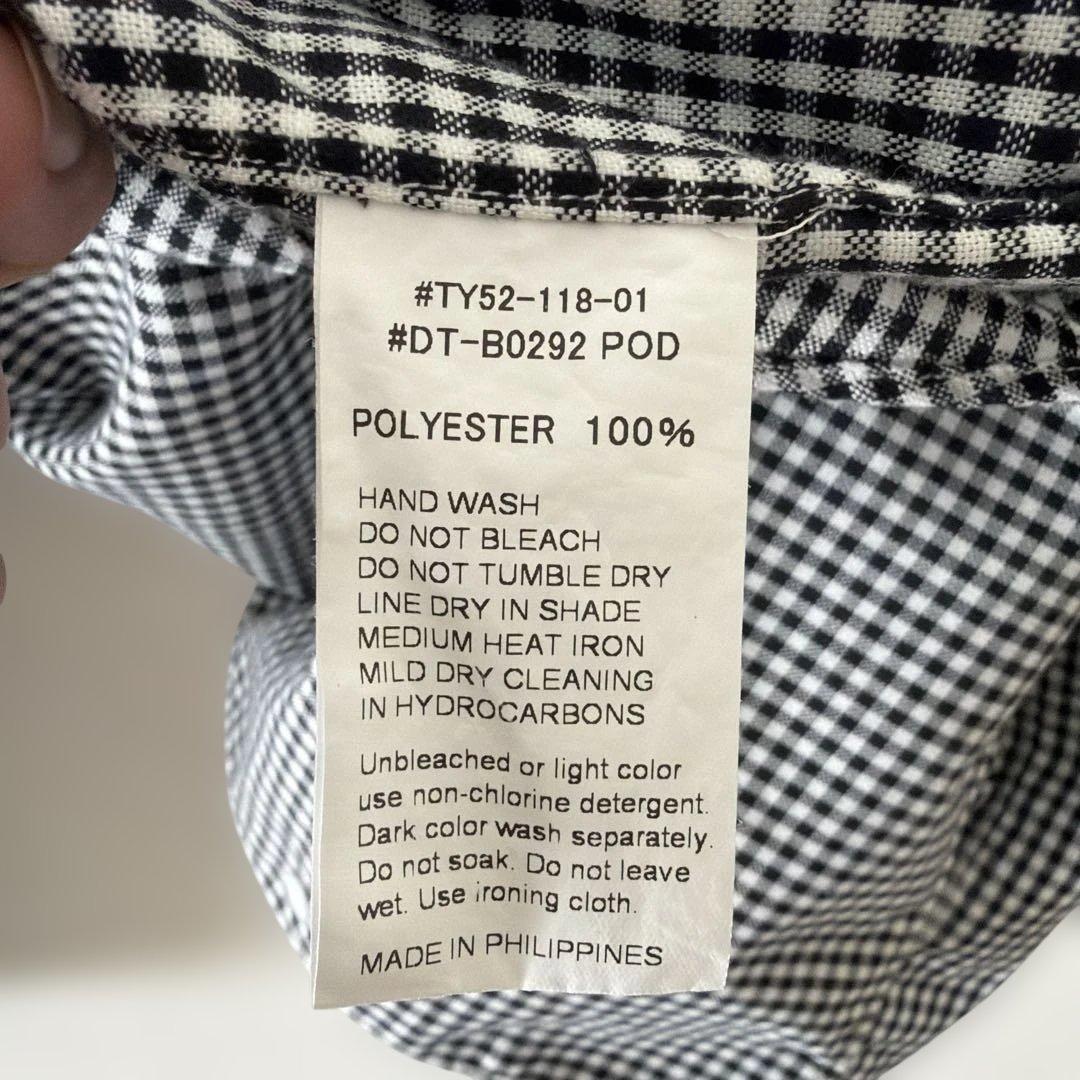 #TY52-118-01
#DT-B0292 POD
POLYESTER 100%
HAND WASH
DO NOT BLEACH
DO NOT TUMBLE DRY
LINE DRY IN SHADE
MEDIUM HEAT IRON
MILD DRY CLEANING
IN HYDROCARBONS
Unbleached or light color
use non-chlorine detergent.
Dark color wash separately.
Do not soak. Do not leave
wet. Use ironing cloth.
MADE IN PHILIPPINES